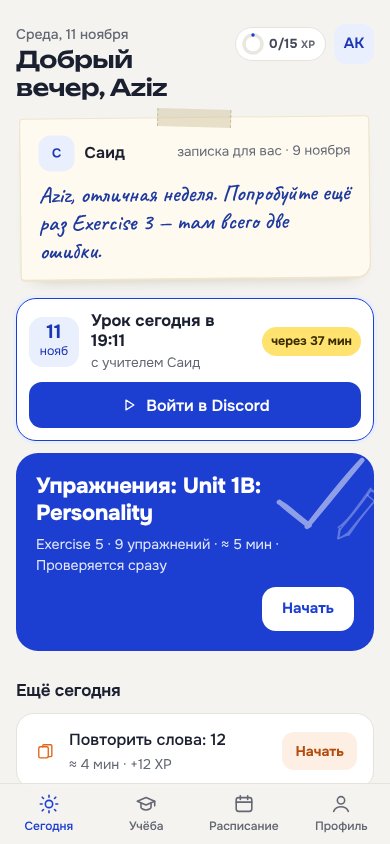 Среда, 11 ноября
Добрый
вечер, Aziz
0/15 XP
АК
С
Саид
записка для вас · 9 ноября
Aziz, отличная неделя. Попробуйте ещё
раз Exercise 3 — там всего две
ошибки.
11
нояб
Урок сегодня в
19:11
с учителем Саид
через 37 мин
Войти в Discord
Упражнения: Unit 1B:
Personality
Exercise 5 · 9 упражнений · ≈ 5 мин ·
Проверяется сразу
Начать
Ещё сегодня
Повторить слова: 12
≈ 4 мин · +12 XP
Начать
Сегодня
Учёба
Расписание
Профиль